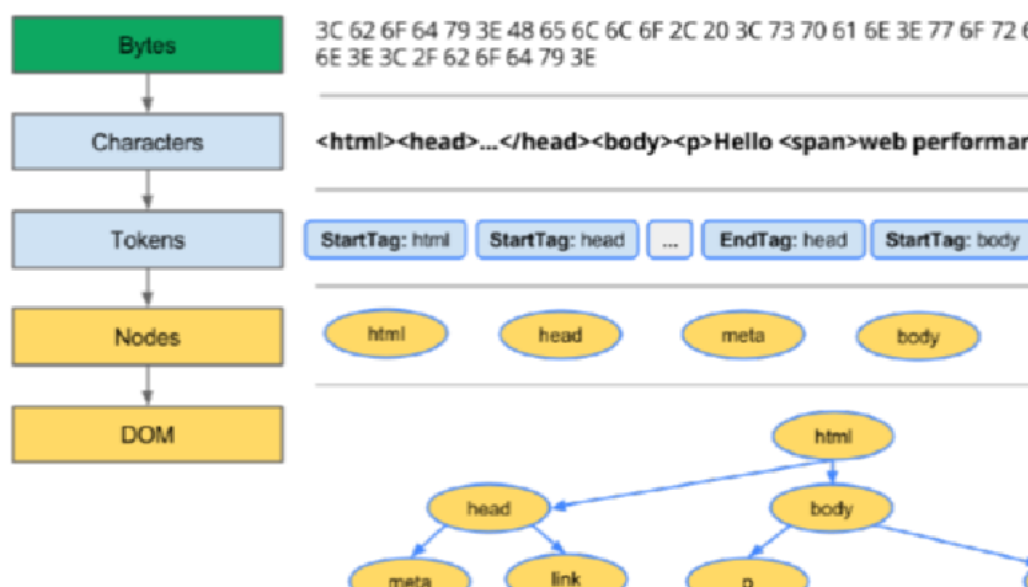 Bytes
3C 62 6F 64 79 3E 48 65 6C 6C 6F 2C 20 3C 73 70 61 6E 3E 77 6F 72 6
6E 3E 3C 2F 62 6F 64 79 3E
Characters
<html><head>...</head><body><p>Hello <span>web performan
Tokens
StartTag: html StartTag: head ... EndTag: head StartTag: body
Nodes
html head meta body
DOM
html
head body
meta link p